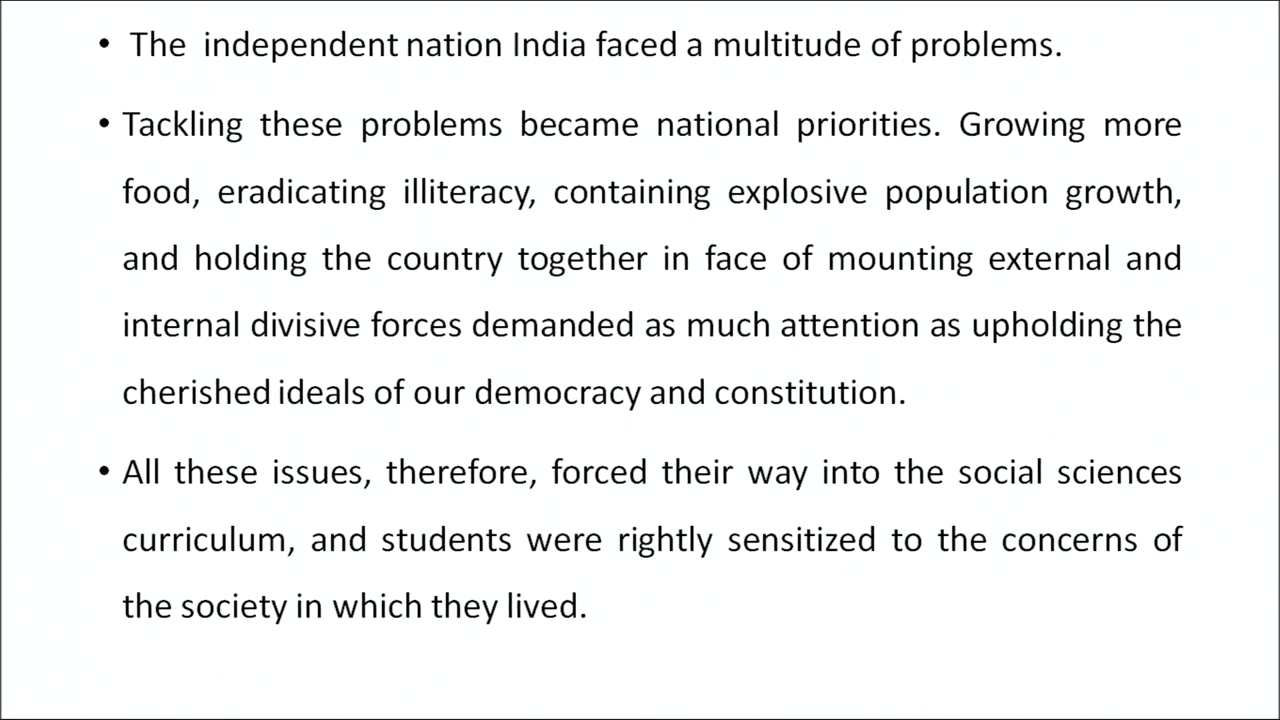 • The independent nation India faced a multitude of problems.
• Tackling these problems became national priorities. Growing more
food, eradicating illiteracy, containing explosive population growth,
and holding the country together in face of mounting external and
internal divisive forces demanded as much attention as upholding the
cherished ideals of our democracy and constitution.
• All these issues, therefore, forced their way into the social sciences
curriculum, and students were rightly sensitized to the concerns of
the society in which they lived.